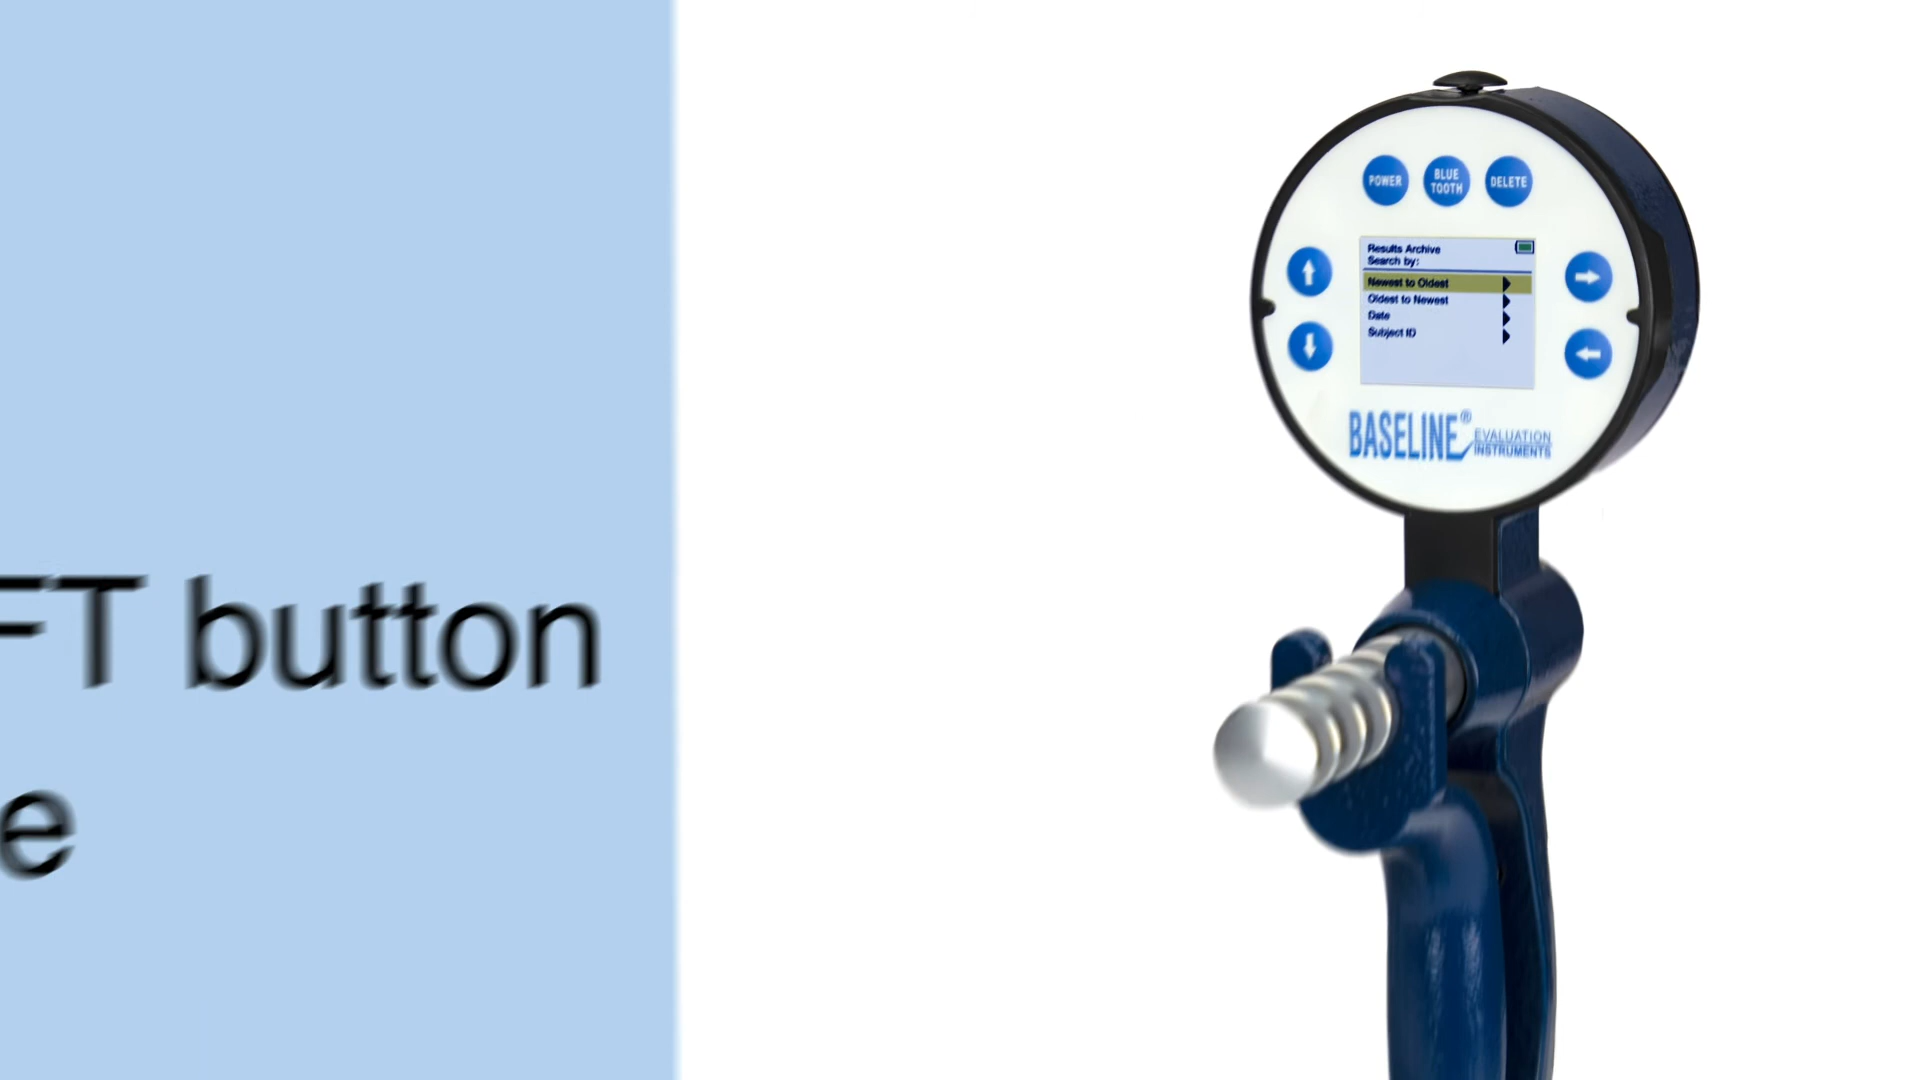 FT button
e
POWER
BLUE
TOOTH
DELETE
Results Archive
Search by:
Newest to Oldest
Oldest to Newest
Date
Subject ID
BASELINE®
EVALUATION
INSTRUMENTS